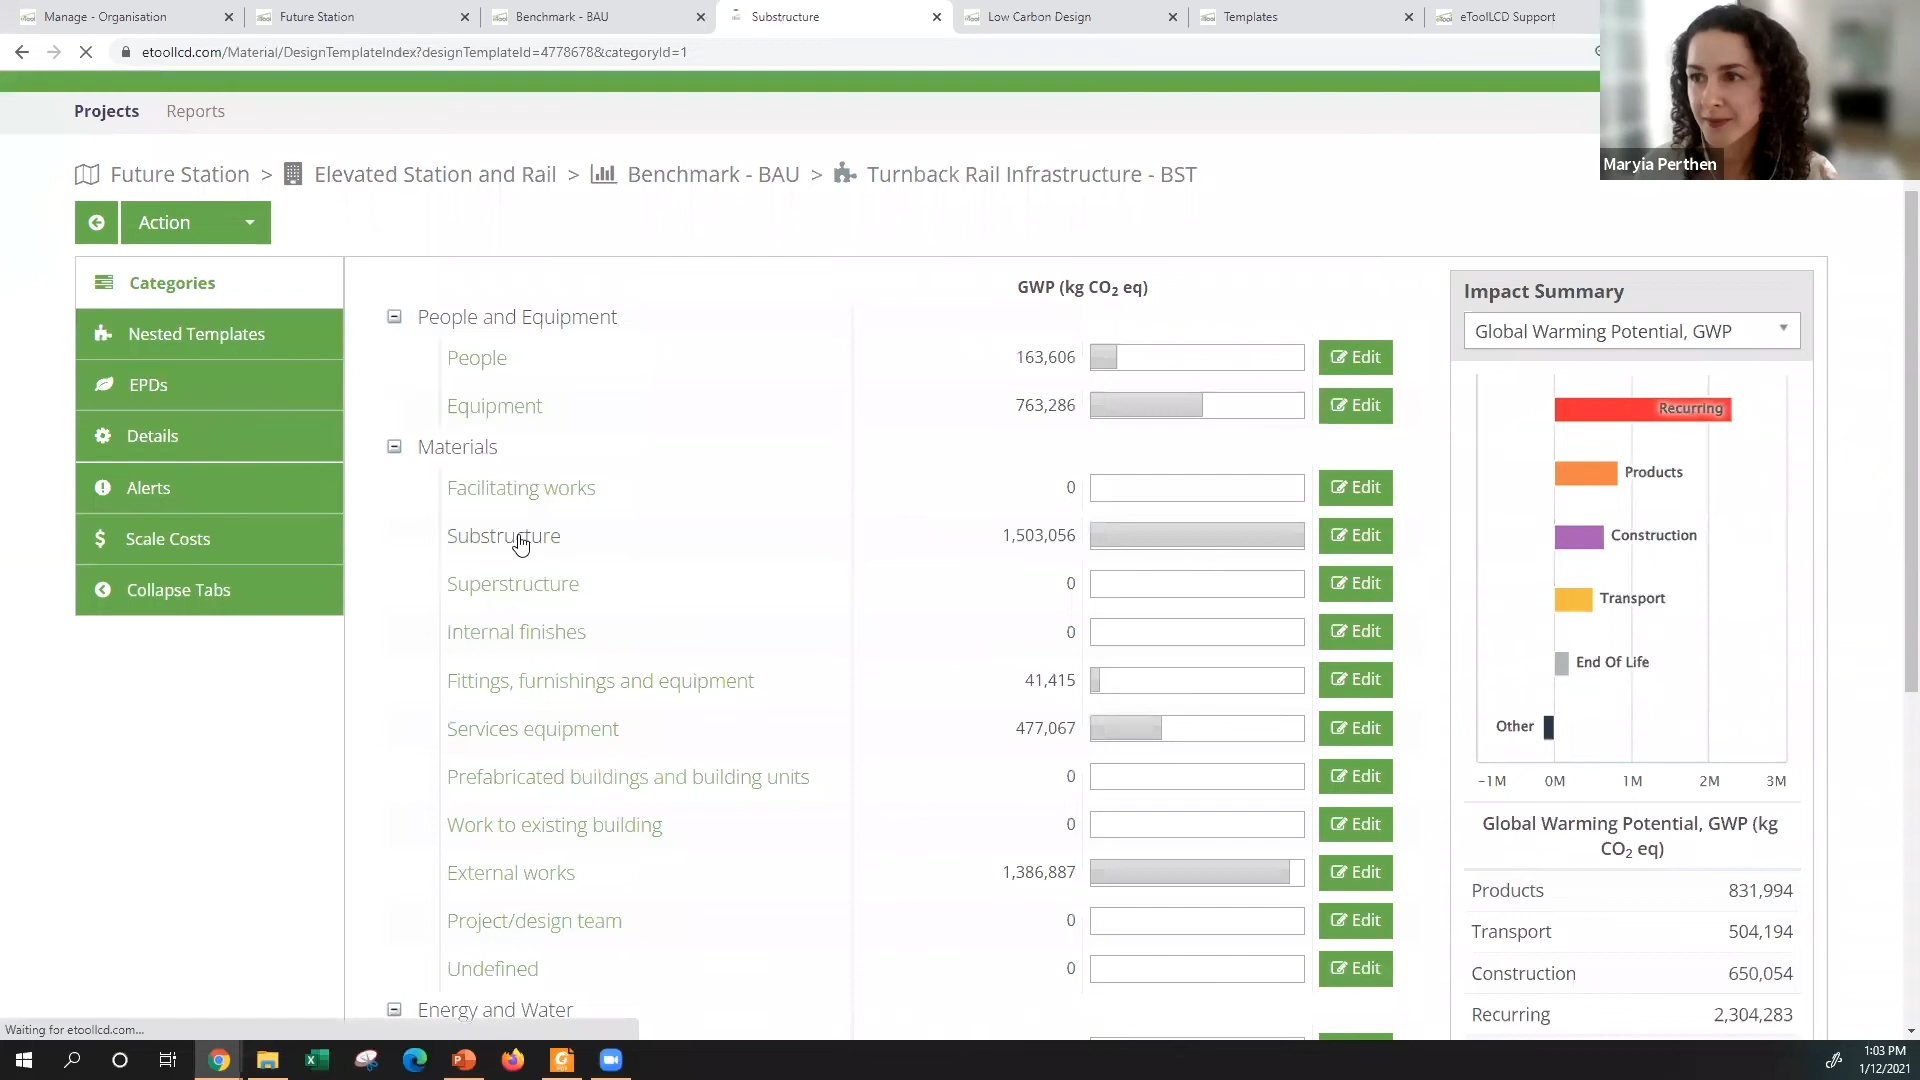 Manage - Organisation
Future Station
Benchmark - BAU
Substructure
Low Carbon Design
Templates
eToolLCD Support
etoollcd.com/Material/DesignTemplateIndex?designTemplateId=4778678&categoryId=1
Projects
Reports
Maryia Perthen
Future Station > Elevated Station and Rail > Benchmark - BAU > Turnback Rail Infrastructure - BST
Action
Categories
Nested Templates
EPDs
Details
Alerts
Scale Costs
Collapse Tabs
GWP (kg CO2 eq)
People and Equipment
People 163,606 Edit
Equipment 763,286 Edit
Materials
Facilitating works 0 Edit
Substructure 1,503,056 Edit
Superstructure 0 Edit
Internal finishes 0 Edit
Fittings, furnishings and equipment 41,415 Edit
Services equipment 477,067 Edit
Prefabricated buildings and building units 0 Edit
Work to existing building 0 Edit
External works 1,386,887 Edit
Project/design team 0 Edit
Undefined 0 Edit
Energy and Water
Impact Summary
Global Warming Potential, GWP
Recurring
Products
Construction
Transport
End Of Life
Other
-1M 0M 1M 2M 3M
Global Warming Potential, GWP (kg
CO2 eq)
Products 831,994
Transport 504,194
Construction 650,054
Recurring 2,304,283
Waiting for etoollcd.com...
1:03 PM
1/12/2021